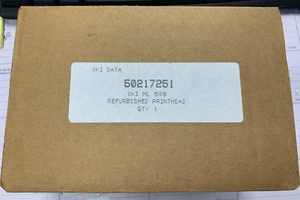 OKI DATA
50217251
OKI ML 590
REFURBISHED PRINTHEAD
QTY 1